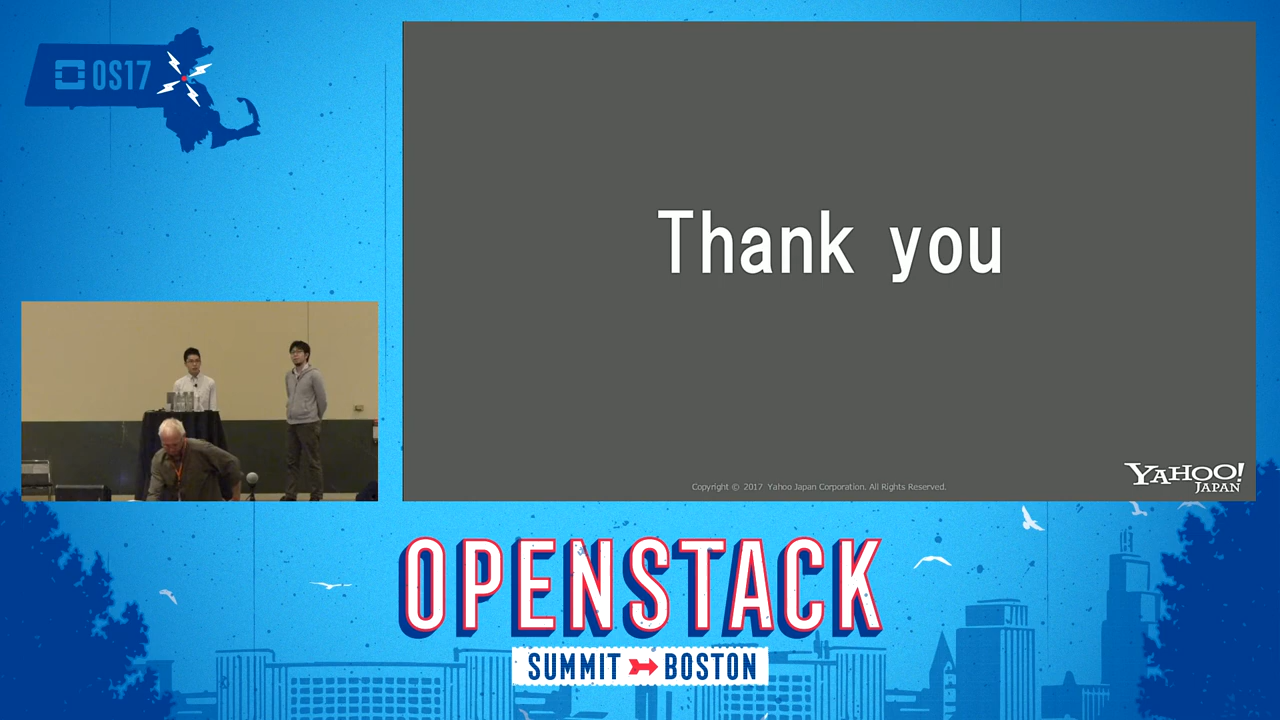 OS17
Thank you
Copyright © 2017 Yahoo Japan Corporation. All Rights Reserved.
YAHOO!
JAPAN
OPENSTACK
SUMMIT BOSTON